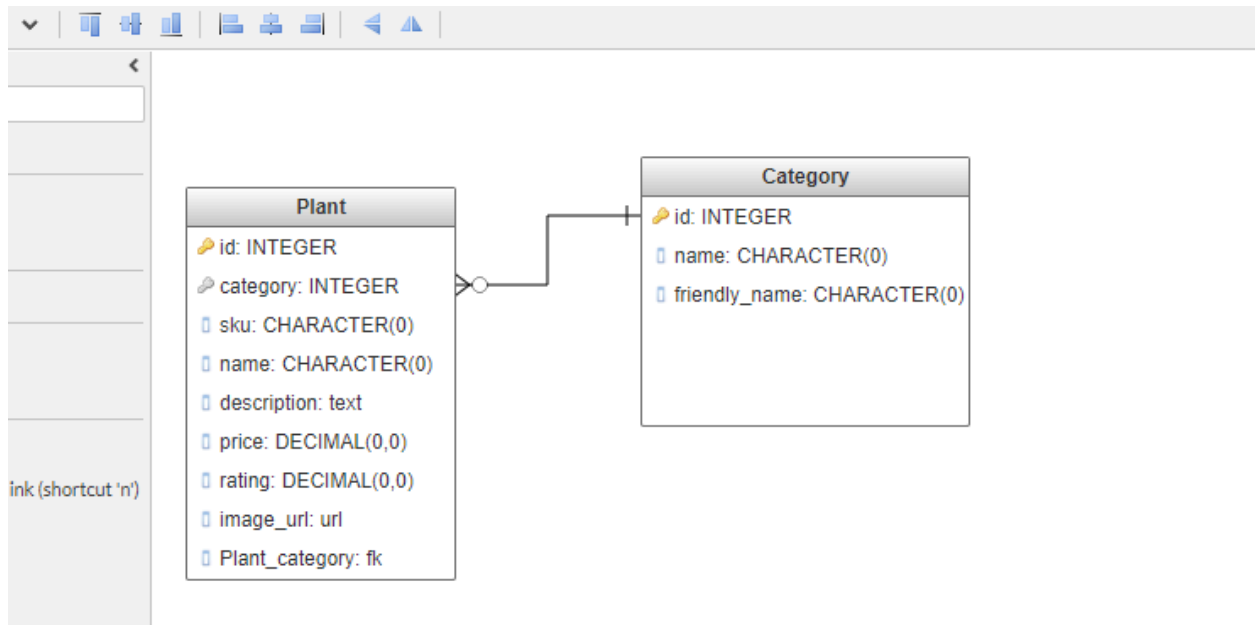 Plant
id: INTEGER
category: INTEGER
sku: CHARACTER(0)
name: CHARACTER(0)
description: text
price: DECIMAL(0,0)
rating: DECIMAL(0,0)
image_url: url
Plant_category: fk
Category
id: INTEGER
name: CHARACTER(0)
friendly_name: CHARACTER(0)
ink (shortcut 'n')